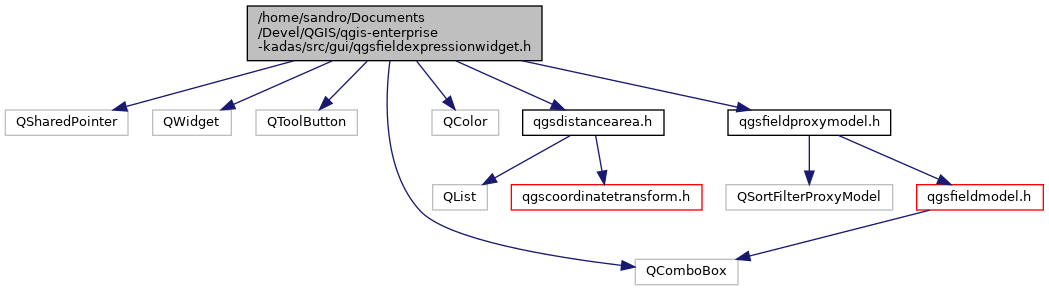 /home/sandro/Documents
/Devel/QGIS/qgis-enterprise
-kadas/src/gui/qgsfieldexpressionwidget.h
QSharedPointer
QWidget
QToolButton
QColor
qgsdistancearea.h
qgsfieldproxymodel.h
QList
qgscoordinatetransform.h
QSortFilterProxyModel
qgsfieldmodel.h
QComboBox